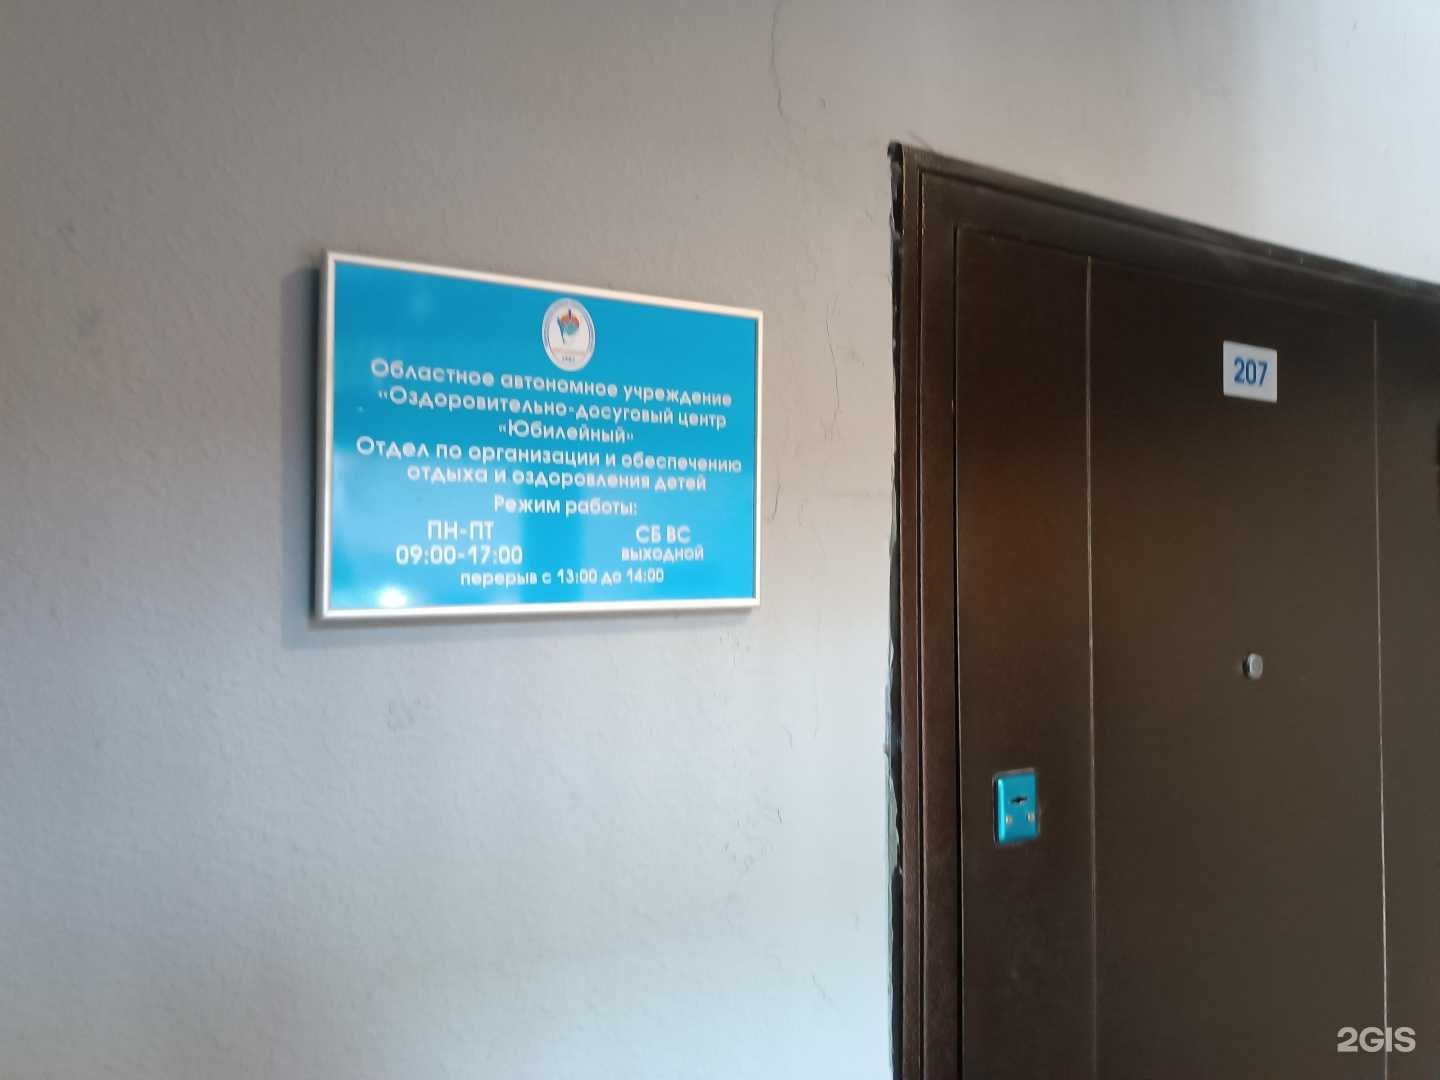 Областное автономное учреждение
«Оздоровительно-досуговый центр
«Юбилейный»
Отдел по организации и обеспечению
отдыха и оздоровления детей
Режим работы:
ПН-ПТ СБ ВС
09:00-17:00 выходной
перерыв с 13:00 до 14:00
207
2GIS